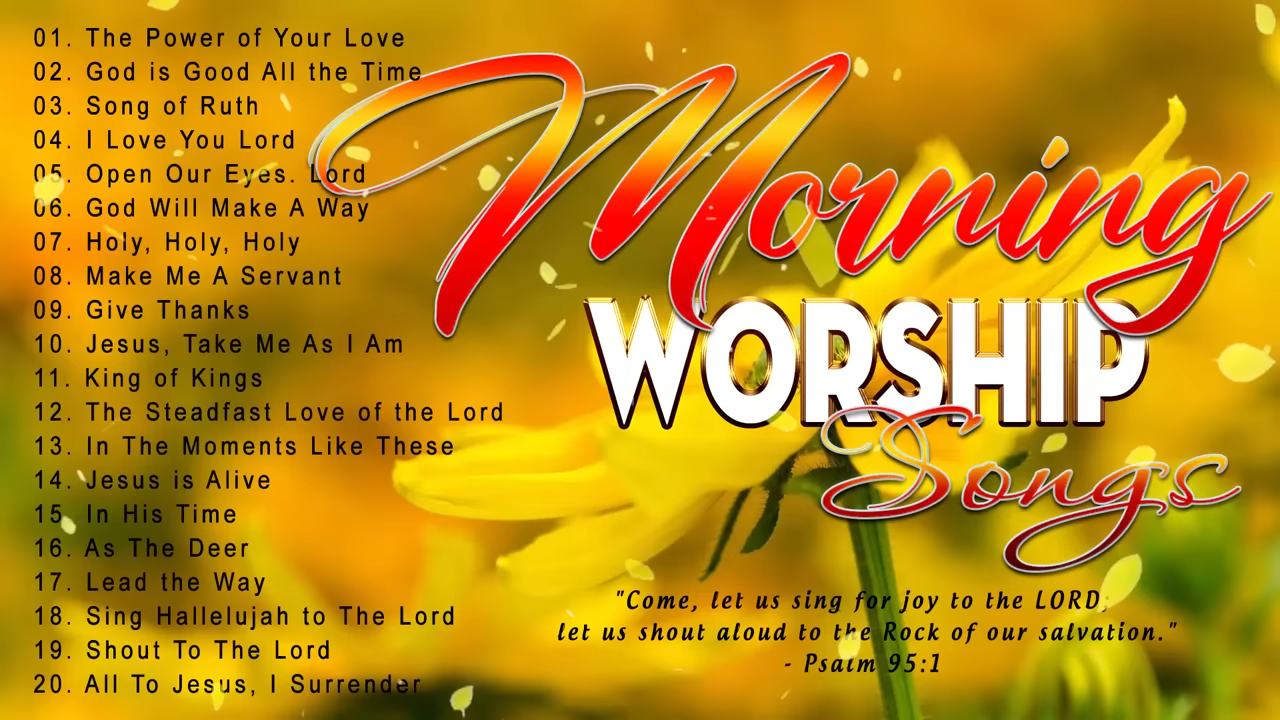 01. The Power of Your Love
02. God is Good All the Time
03. Song of Ruth
04. I Love You Lord
05. Open Our Eyes. Lord
06. God Will Make A Way
07. Holy, Holy, Holy
08. Make Me A Servant
09. Give Thanks
10. Jesus, Take Me As I Am
11. King of Kings
12. The Steadfast Love of the Lord
13. In The Moments Like These
14. Jesus is Alive
15. In His Time
16. As The Deer
17. Lead the Way
18. Sing Hallelujah to The Lord
19. Shout To The Lord
20. All To Jesus, I Surrender
Morning
WORSHIP
Songs
"Come, let us sing for joy to the LORD;
let us shout aloud to the Rock of our salvation."
- Psalm 95:1